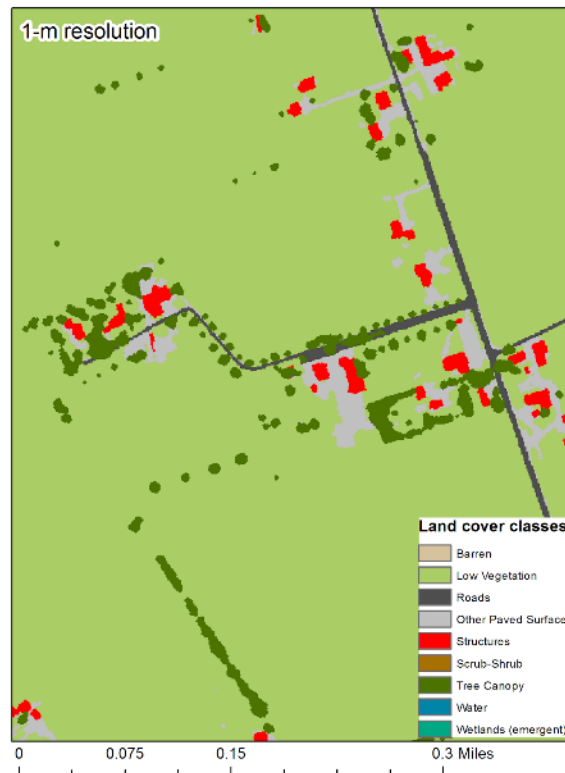 1-m resolution
Land cover classes
Barren
Low Vegetation
Roads
Other Paved Surface
Structures
Scrub-Shrub
Tree Canopy
Water
Wetlands (emergent)
0 0.075 0.15 0.3 Miles